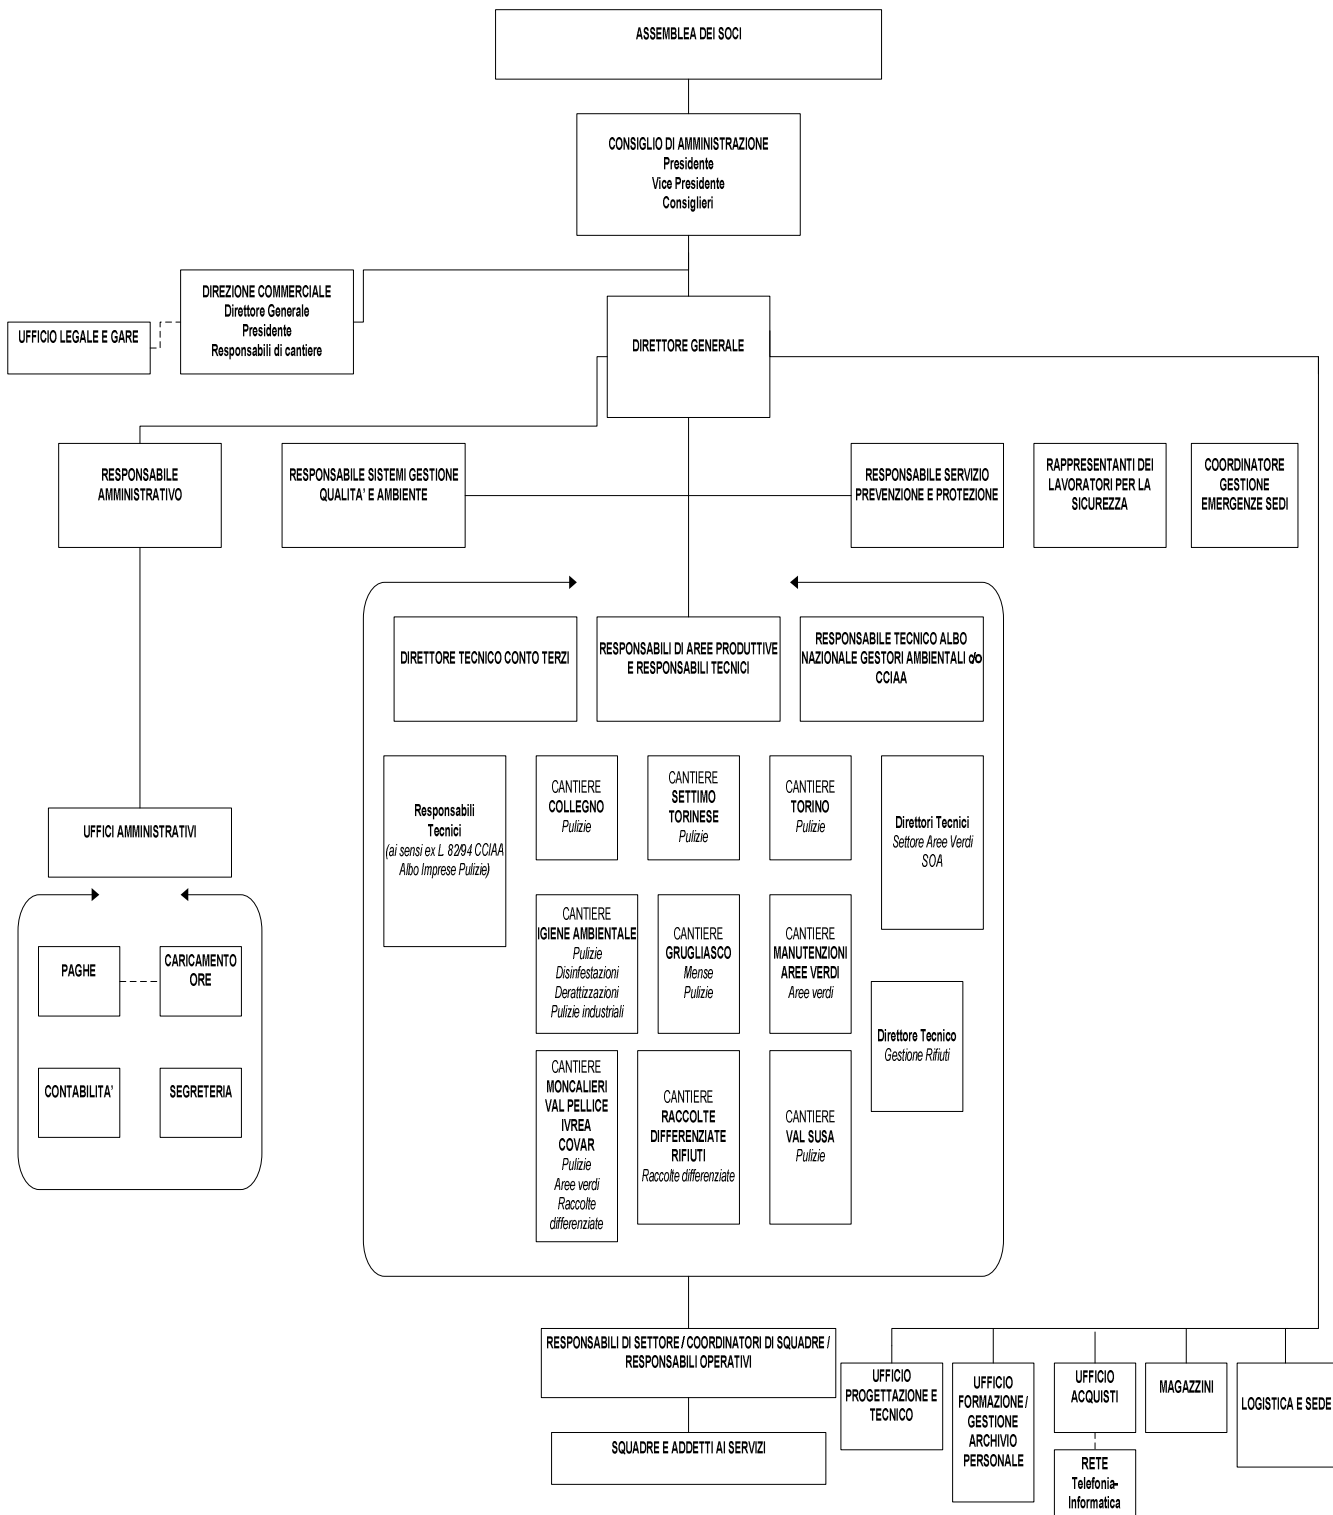 ASSEMBLEA DEI SOCI
CONSIGLIO DI AMMINISTRAZIONE
Presidente
Vice Presidente
Consiglieri
DIREZIONE COMMERCIALE
Direttore Generale
Presidente
Responsabili di cantiere
UFFICIO LEGALE E GARE
DIRETTORE GENERALE
RESPONSABILE
AMMINISTRATIVO
RESPONSABILE SISTEMI GESTIONE
QUALITA' E AMBIENTE
RESPONSABILE SERVIZIO
PREVENZIONE E PROTEZIONE
RAPPRESENTANTI DEI
LAVORATORI PER LA
SICUREZZA
COORDINATORE
GESTIONE
EMERGENZE SEDI
DIRETTORE TECNICO CONTO TERZI
RESPONSABILI DI AREE PRODUTTIVE
E RESPONSABILI TECNICI
RESPONSABILE TECNICO ALBO
NAZIONALE GESTORI AMBIENTALI c/o
CCIAA
Responsabili
Tecnici
(ai sensi ex L. 82/94 CCIAA
Albo Imprese Pulizie)
CANTIERE
COLLEGNO
Pulizie
CANTIERE
SETTIMO
TORINESE
Pulizie
CANTIERE
TORINO
Pulizie
Direttori Tecnici
Settore Aree Verdi
SOA
UFFICI AMMINISTRATIVI
CANTIERE
IGIENE AMBIENTALE
Pulizie
Disinfestazioni
Derattizzazioni
Pulizie industriali
CANTIERE
GRUGLIASCO
Mense
Pulizie
CANTIERE
MANUTENZIONI
AREE VERDI
Aree verdi
PAGHE
CARICAMENTO
ORE
Direttore Tecnico
Gestione Rifiuti
CONTABILITA'
SEGRETERIA
CANTIERE
MONCALIERI
VAL PELLICE
IVREA
COVAR
Pulizie
Aree verdi
Raccolte
differenziate
CANTIERE
RACCOLTE
DIFFERENZIATE
RIFIUTI
Raccolte differenziate
CANTIERE
VAL SUSA
Pulizie
RESPONSABILI DI SETTORE / COORDINATORI DI SQUADRE /
RESPONSABILI OPERATIVI
SQUADRE E ADDETTI AI SERVIZI
UFFICIO
PROGETTAZIONE E
TECNICO
UFFICIO
FORMAZIONE /
GESTIONE
ARCHIVIO
PERSONALE
UFFICIO
ACQUISTI
MAGAZZINI
LOGISTICA E SEDE
RETE
Telefonia-
Informatica